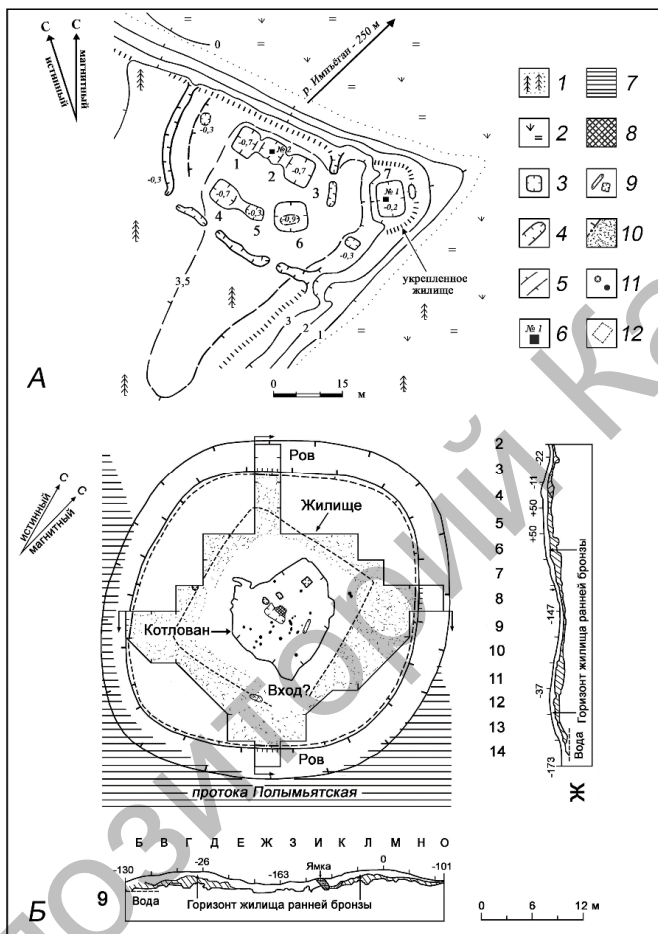 С
истинный
С
магнитный
0
р. Имнъёган - 250 м
-0,3
-0,3
-0,7
1
№ 2
2
-0,7
3
7
№ 1
-0,2
-0,7
4
-0,3
5
-0,9
6
-0,3
укрепленное
жилище
3,5
3
2
1
А
0 15
м
1
2
3
4
5
№ 1
6
7
8
9
10
11
12
истинный С
магнитный С
Ров
Жилище
Котлован
Вход?
Ров
протока Полымьятская
2
3
4
5
6
7
8
9
10
11
12
13
14
-22
-11
+50
+50
-147
-37
-173
Горизонт жилища ранней бронзы
Вода
Ж
Б В Г Д Е Ж З И К Л М Н О
-130 -26 -163 Ямка 0 -101
Б
9
Вода Горизонт жилища ранней бронзы
0 6 12 м